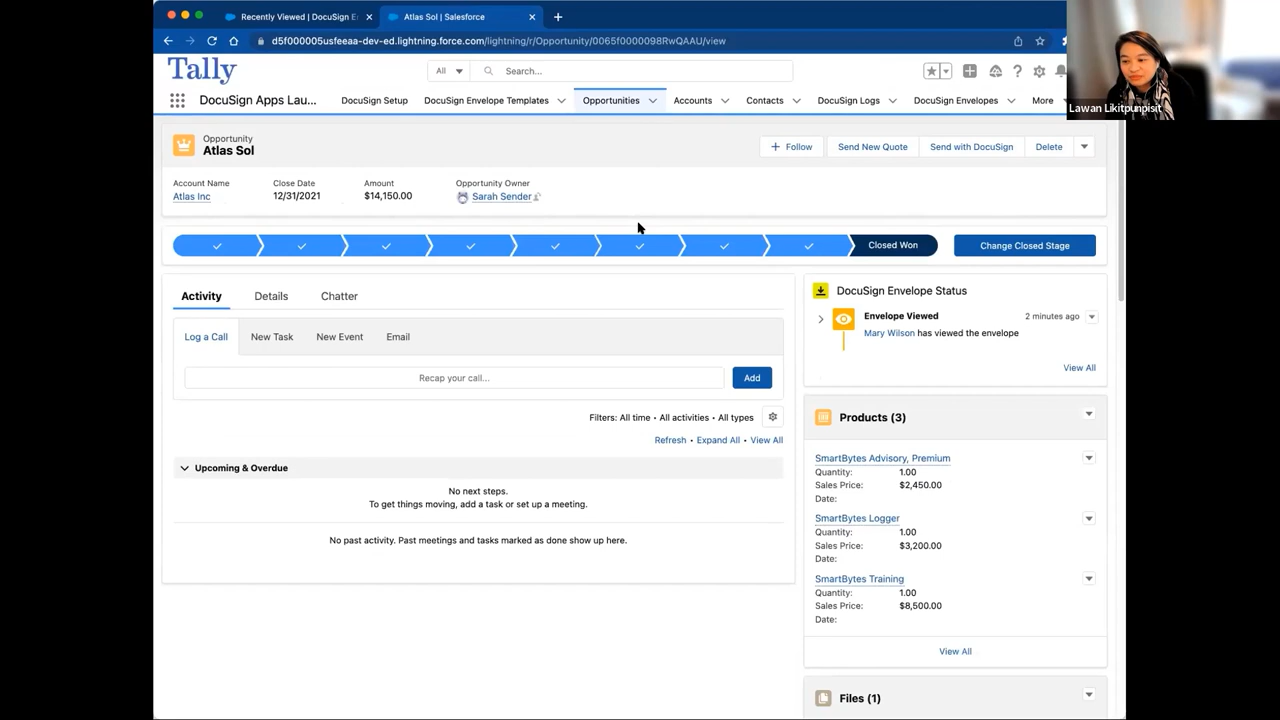 Recently Viewed | DocuSign E
Atlas Sol | Salesforce
d5f000005usfeeaa-dev-ed.lightning.force.com/lightning/r/Opportunity/0065f0000098RwQAAU/view
Tally
All
Search...
Lawan Likitpunpisit
DocuSign Apps Lau...
DocuSign Setup
DocuSign Envelope Templates
Opportunities
Accounts
Contacts
DocuSign Logs
DocuSign Envelopes
More
Opportunity
Atlas Sol
Follow
Send New Quote
Send with DocuSign
Delete
Account Name
Close Date
Amount
Opportunity Owner
Atlas Inc
12/31/2021
$14,150.00
Sarah Sender
Closed Won
Change Closed Stage
Activity
Details
Chatter
Log a Call
New Task
New Event
Email
Recap your call...
Add
Filters: All time • All activities • All types
Refresh • Expand All • View All
Upcoming & Overdue
No next steps.
To get things moving, add a task or set up a meeting.
No past activity. Past meetings and tasks marked as done show up here.
DocuSign Envelope Status
Envelope Viewed
2 minutes ago
Mary Wilson has viewed the envelope
View All
Products (3)
SmartBytes Advisory, Premium
Quantity: 1.00
Sales Price: $2,450.00
Date:
SmartBytes Logger
Quantity: 1.00
Sales Price: $3,200.00
Date:
SmartBytes Training
Quantity: 1.00
Sales Price: $8,500.00
Date:
View All
Files (1)